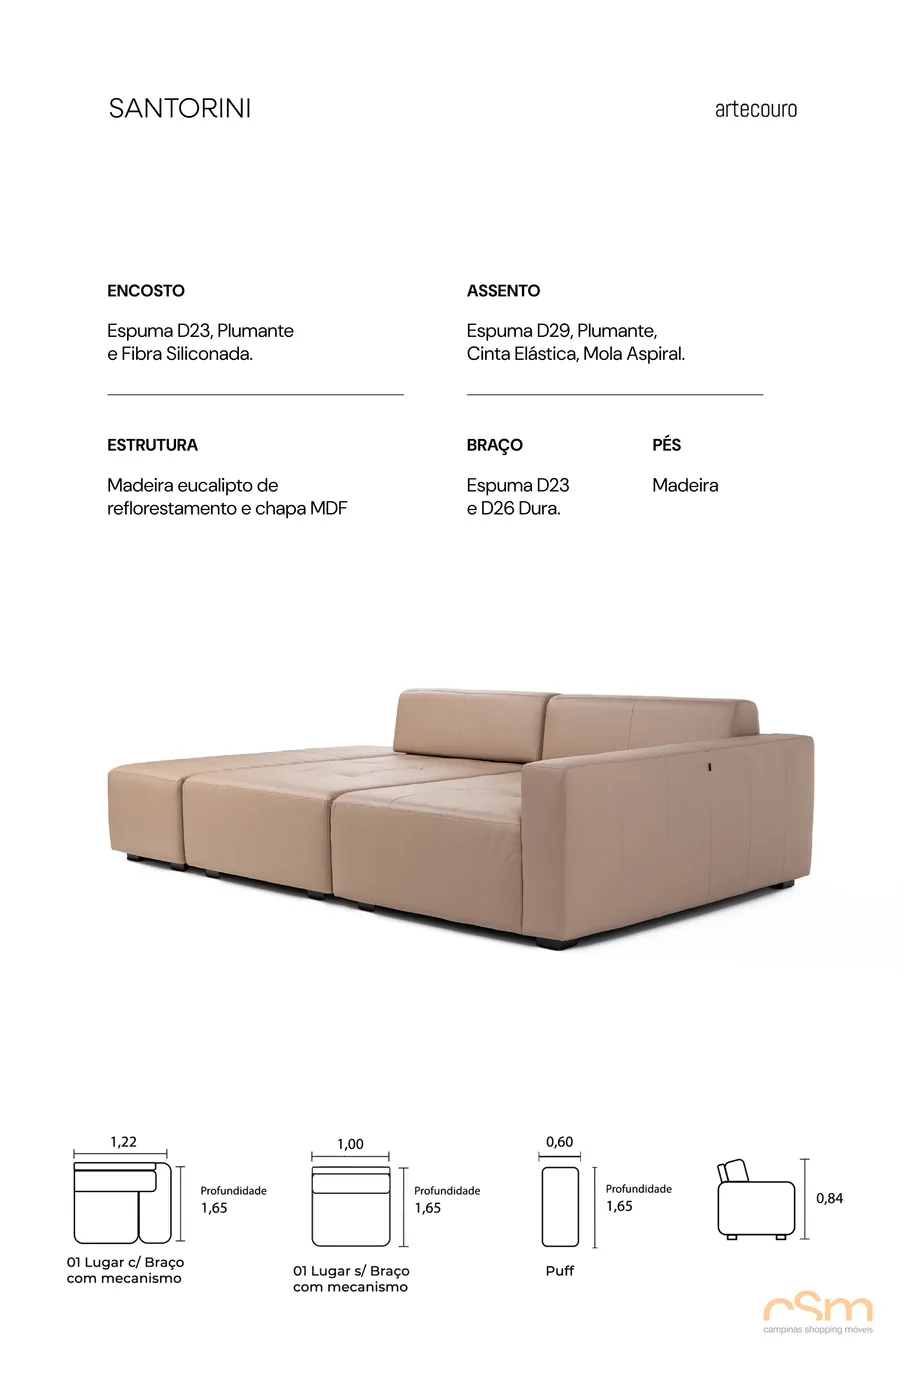 SANTORINI
artecouro
ENCOSTO
Espuma D23, Plumante
e Fibra Siliconada.
ASSENTO
Espuma D29, Plumante,
Cinta Elástica, Mola Aspiral.
ESTRUTURA
Madeira eucalipto de
reflorestamento e chapa MDF
BRAÇO
Espuma D23
e D26 Dura.
PÉS
Madeira
1,22
Profundidade
1,65
01 Lugar c/ Braço
com mecanismo
1,00
Profundidade
1,65
01 Lugar s/ Braço
com mecanismo
0,60
Profundidade
1,65
Puff
0,84
csm
campinas shopping móveis